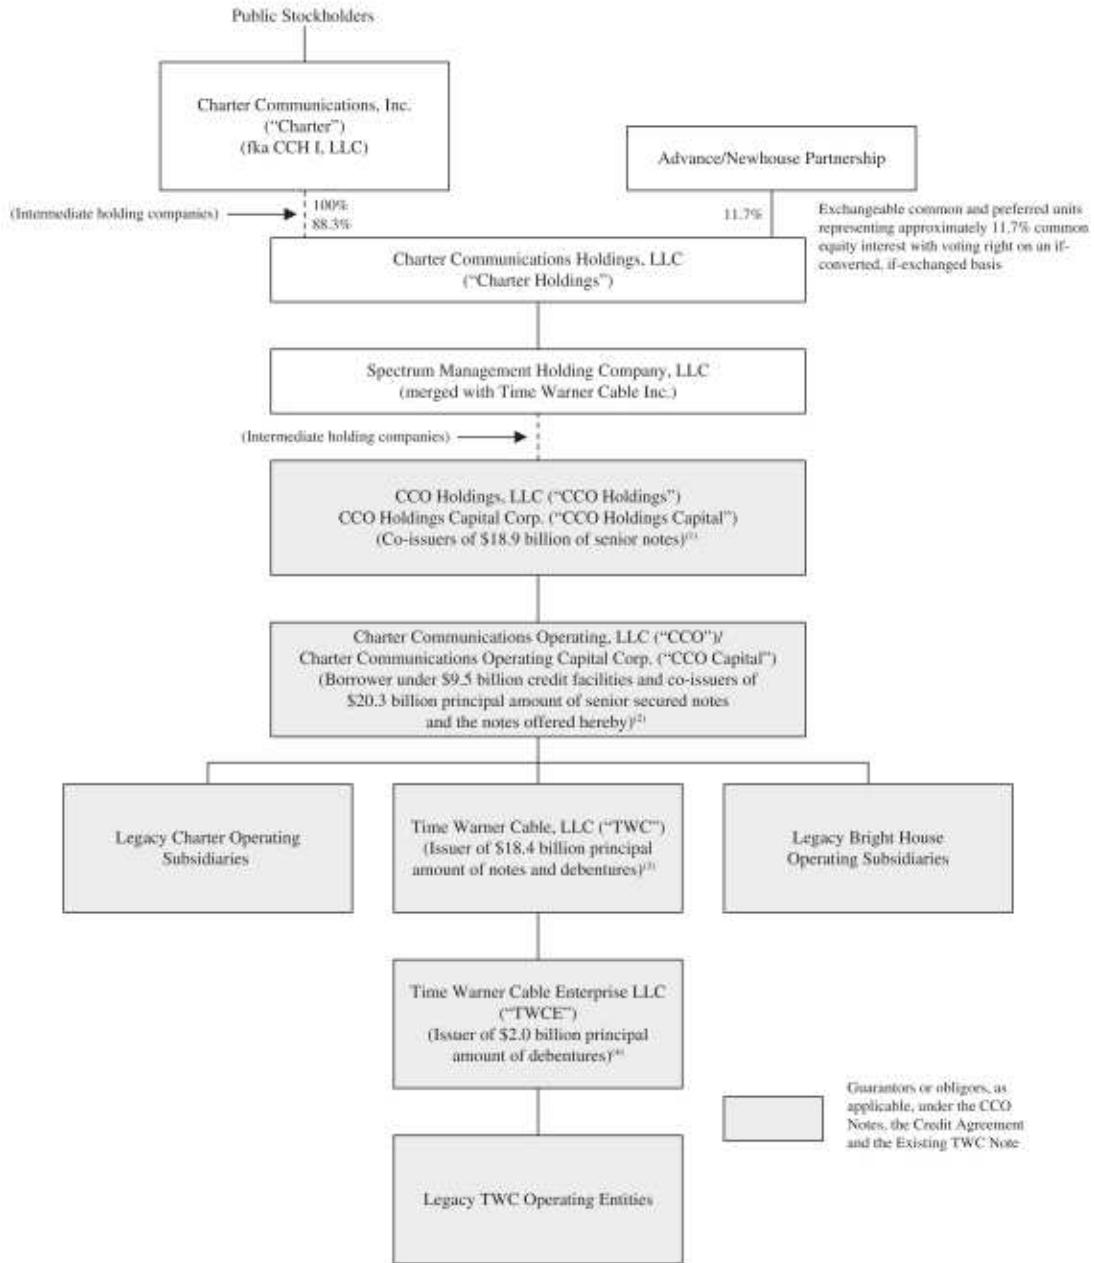 Public Stockholders
Charter Communications, Inc.
(“Charter”)
(fka CCH I, LLC)
Advance/Newhouse Partnership
(Intermediate holding companies)
100%
88.3%
11.7%
Exchangeable common and preferred units
representing approximately 11.7% common
equity interest with voting right on an if-
converted, if-exchanged basis
Charter Communications Holdings, LLC
(“Charter Holdings”)
Spectrum Management Holding Company, LLC
(merged with Time Warner Cable Inc.)
(Intermediate holding companies)
CCO Holdings, LLC (“CCO Holdings”)
CCO Holdings Capital Corp. (“CCO Holdings Capital”)
(Co-issuers of $18.9 billion of senior notes)(1)
Charter Communications Operating, LLC (“CCO”)/
Charter Communications Operating Capital Corp. (“CCO Capital”)
(Borrower under $9.5 billion credit facilities and co-issuers of
$20.3 billion principal amount of senior secured notes
and the notes offered hereby)(2)
Legacy Charter Operating
Subsidiaries
Time Warner Cable, LLC (“TWC”)
(Issuer of $18.4 billion principal
amount of notes and debentures)(3)
Legacy Bright House
Operating Subsidiaries
Time Warner Cable Enterprise LLC
(“TWCE”)
(Issuer of $2.0 billion principal
amount of debentures)(4)
Guarantors or obligors, as
applicable, under the CCO
Notes, the Credit Agreement
and the Existing TWC Note
Legacy TWC Operating Entities